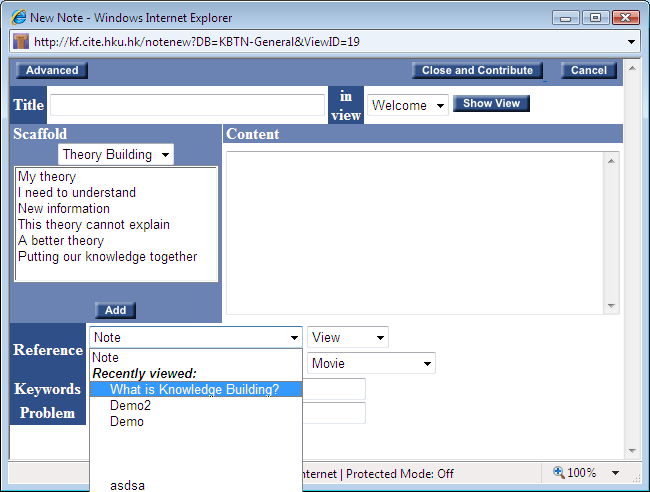 New Note - Windows Internet Explorer
http://kf.cite.hku.hk/notenew?DB=KBTN-General&ViewID=19
Advanced Close and Contribute Cancel
Title in view Welcome Show View
Scaffold Content
Theory Building
My theory
I need to understand
New information
This theory cannot explain
A better theory
Putting our knowledge together
Add
Reference Note View
Note Movie
Recently viewed:
Keywords What is Knowledge Building?
Problem Demo2
Demo
nternet | Protected Mode: Off 100%
asdsa